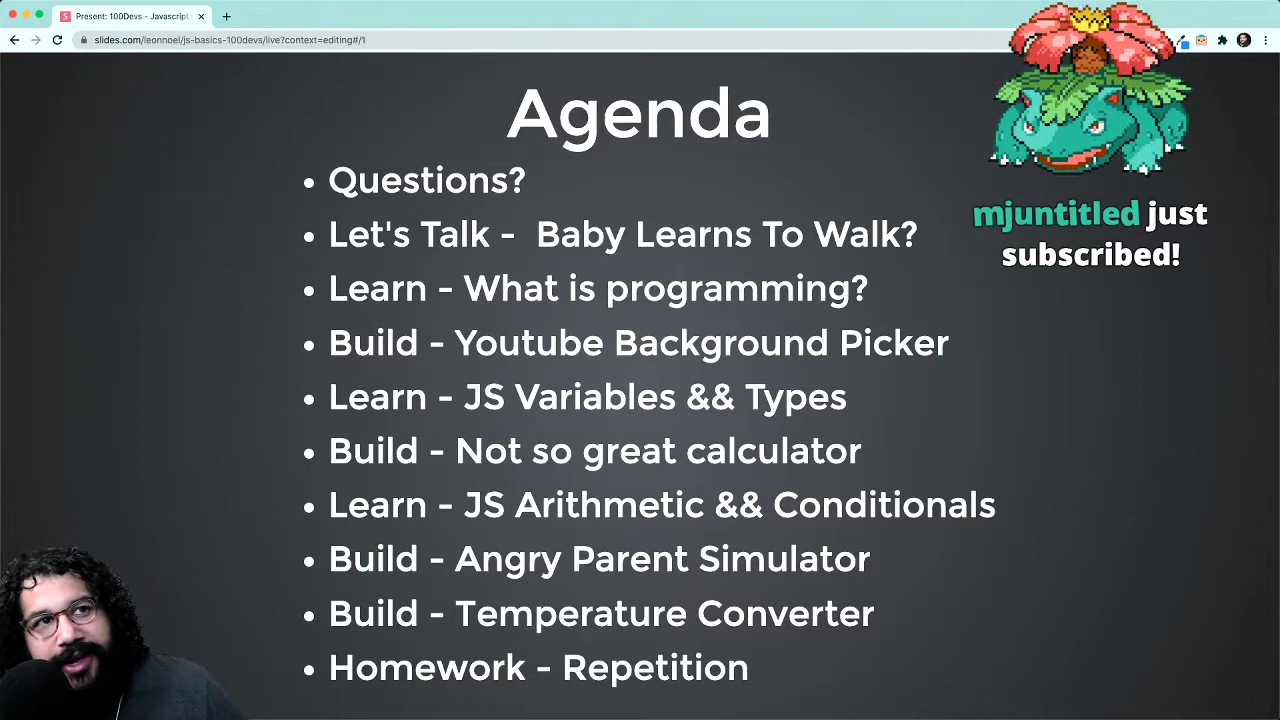 Present: 100Devs - Javascript
slides.com/leonnoel/js-basics-100devs/live?context=editing#/1
Agenda
• Questions?
• Let's Talk - Baby Learns To Walk?
• Learn - What is programming?
• Build - Youtube Background Picker
• Learn - JS Variables && Types
• Build - Not so great calculator
• Learn - JS Arithmetic && Conditionals
• Build - Angry Parent Simulator
• Build - Temperature Converter
• Homework - Repetition
mjuntitled just
subscribed!